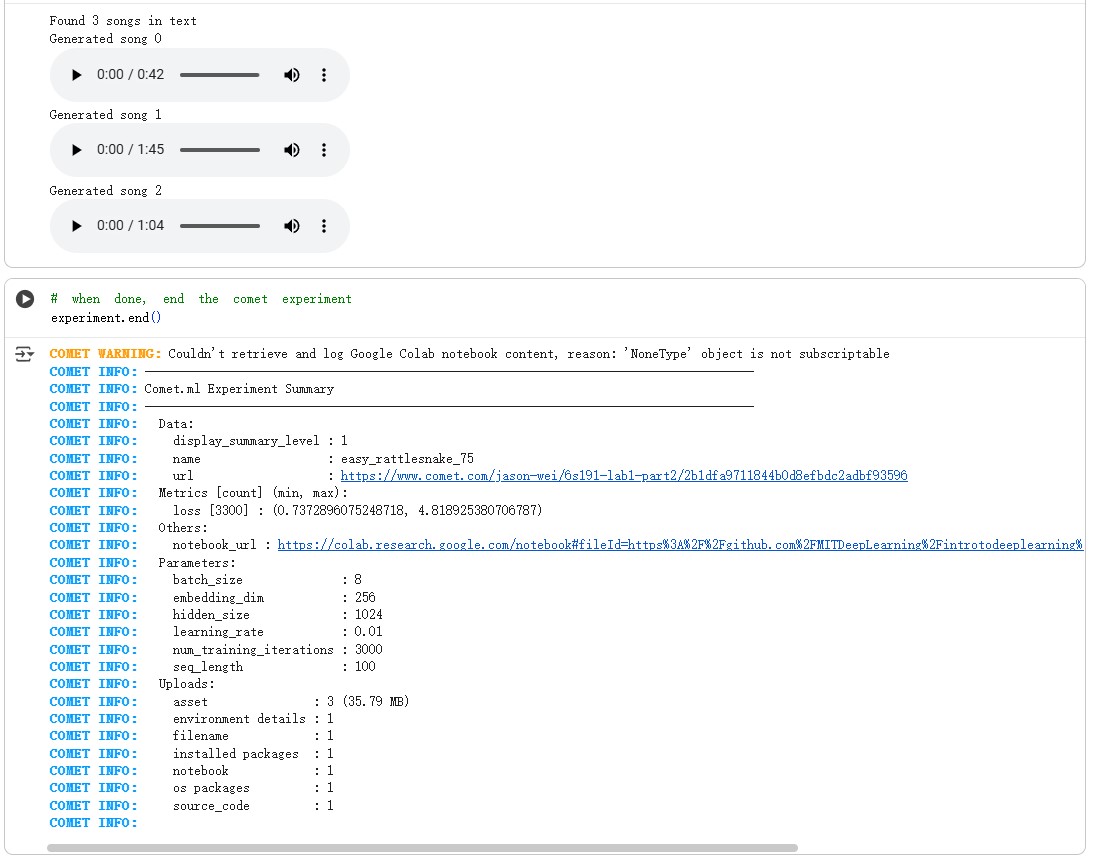 Found 3 songs in text
Generated song 0
0:00 / 0:42
Generated song 1
0:00 / 1:45
Generated song 2
0:00 / 1:04
# when done, end the comet experiment
experiment.end()
COMET WARNING: Couldn't retrieve and log Google Colab notebook content, reason: 'NoneType' object is not subscriptable
COMET INFO: ---------------------------------------------------------------------------------------
COMET INFO: Comet.ml Experiment Summary
COMET INFO: ---------------------------------------------------------------------------------------
COMET INFO:   Data:
COMET INFO:     display_summary_level : 1
COMET INFO:     name                  : easy_rattlesnake_75
COMET INFO:     url                   : https://www.comet.com/jason-wei/6s191-lab1-part2/2b1dfa9711844b0d8efbdc2adbf93596
COMET INFO:   Metrics [count] (min, max):
COMET INFO:     loss [3300] : (0.7372896075248718, 4.818925380706787)
COMET INFO:   Others:
COMET INFO:     notebook_url : https://colab.research.google.com/notebook#fileId=https%3A%2F%2Fgithub.com%2FMITDeepLearning%2Fintrotodeeplearning%
COMET INFO:   Parameters:
COMET INFO:     batch_size              : 8
COMET INFO:     embedding_dim           : 256
COMET INFO:     hidden_size             : 1024
COMET INFO:     learning_rate           : 0.01
COMET INFO:     num_training_iterations : 3000
COMET INFO:     seq_length              : 100
COMET INFO:   Uploads:
COMET INFO:     asset               : 3 (35.79 MB)
COMET INFO:     environment details : 1
COMET INFO:     filename            : 1
COMET INFO:     installed packages  : 1
COMET INFO:     notebook            : 1
COMET INFO:     os packages         : 1
COMET INFO:     source_code         : 1
COMET INFO: